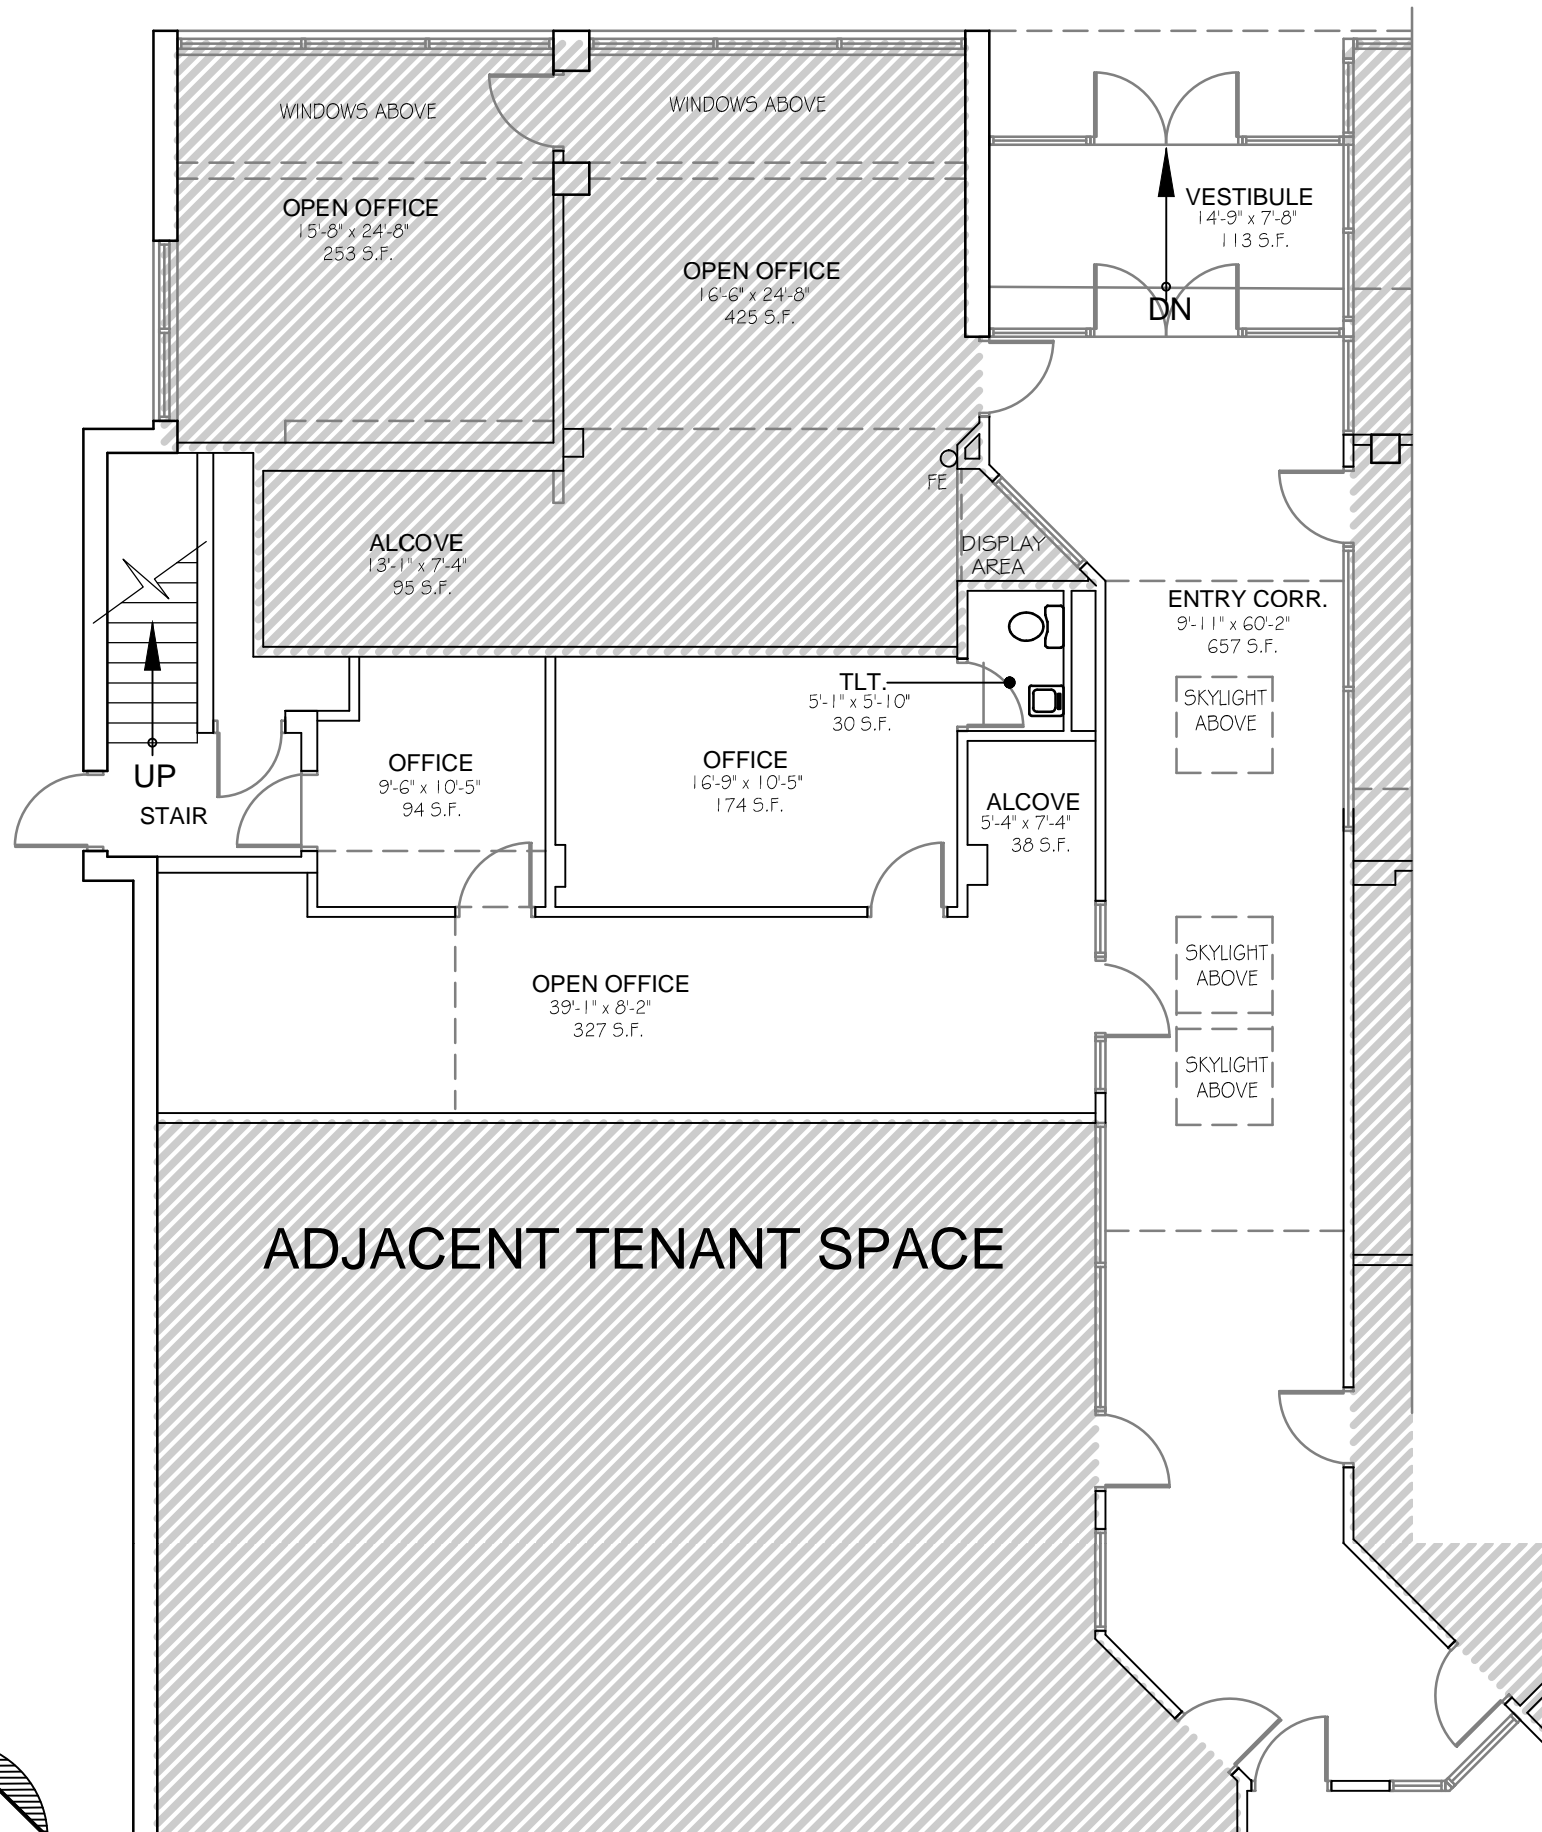 WINDOWS ABOVE
WINDOWS ABOVE
OPEN OFFICE
15'-8" x 24'-8"
253 S.F.
VESTIBULE
14'-9" x 7'-8"
113 S.F.
OPEN OFFICE
16'-6" x 24'-8"
425 S.F.
DN
FE
ALCOVE
13'-1" x 7'-4"
95 S.F.
DISPLAY
AREA
ENTRY CORR.
9'-11" x 60'-2"
657 S.F.
TLT.
5'-1" x 5'-10"
30 S.F.
SKYLIGHT
ABOVE
UP
STAIR
OFFICE
9'-6" x 10'-5"
94 S.F.
OFFICE
16'-9" x 10'-5"
174 S.F.
ALCOVE
5'-4" x 7'-4"
38 S.F.
SKYLIGHT
ABOVE
OPEN OFFICE
39'-1" x 8'-2"
327 S.F.
SKYLIGHT
ABOVE
ADJACENT TENANT SPACE